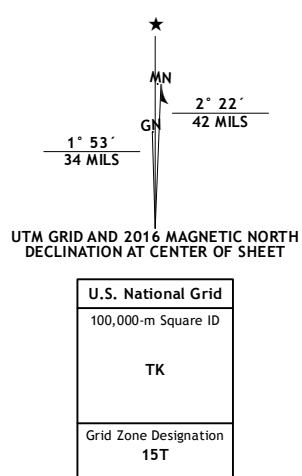 ★
MN
2° 22´
42 MILS
GN
1° 53´
34 MILS
UTM GRID AND 2016 MAGNETIC NORTH
DECLINATION AT CENTER OF SHEET
U.S. National Grid
100,000-m Square ID
TK
Grid Zone Designation
15T